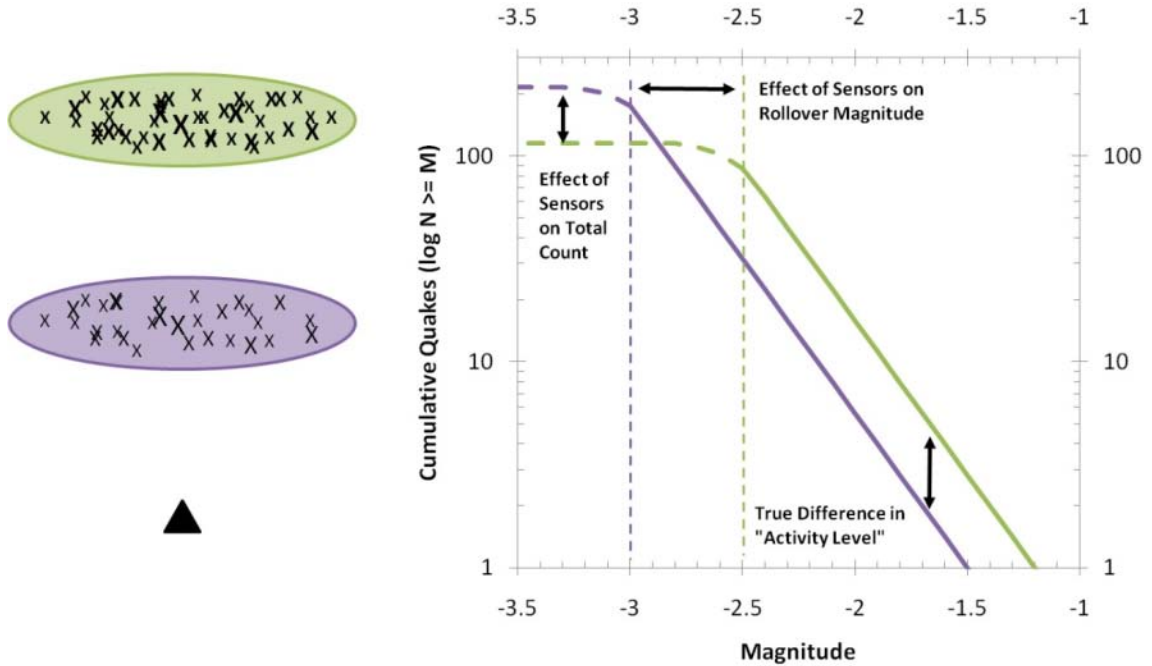 -3.5 -3 -2.5 -2 -1.5 -1
Effect of Sensors on
Rollover Magnitude
100
100
Effect of
Sensors
on Total
Count
Cumulative Quakes (log N >= M)
10
10
True Difference in
"Activity Level"
1
1
-3.5 -3 -2.5 -2 -1.5 -1
Magnitude